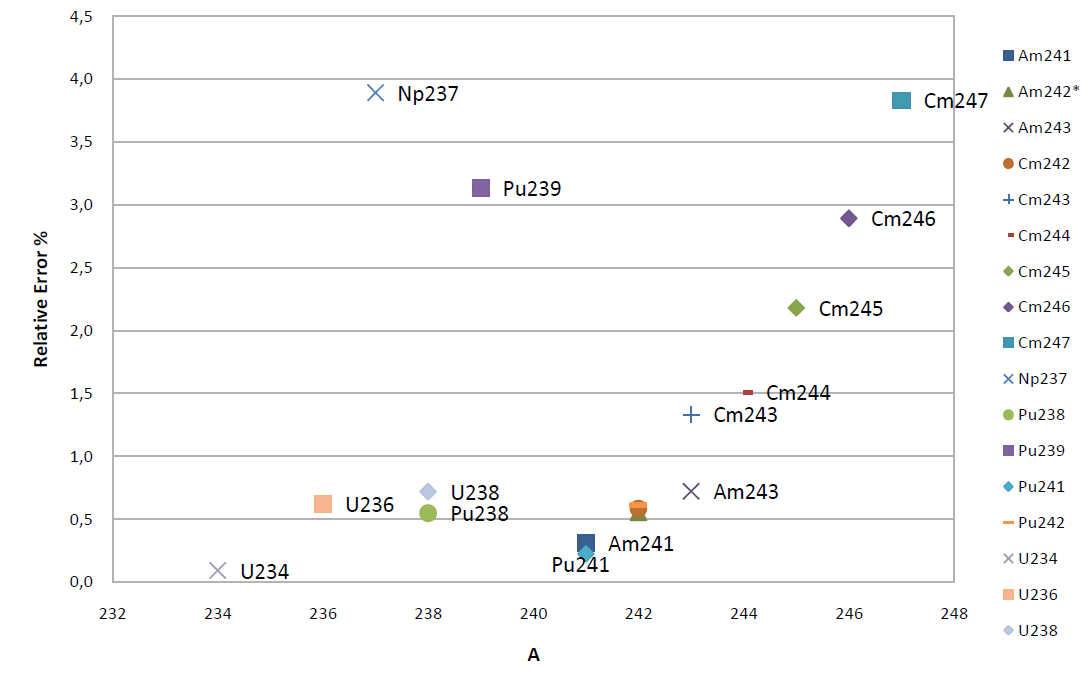 4,5
4,0
3,5
3,0
2,5
2,0
1,5
1,0
0,5
0,0
Relative Error %
232 234 236 238 240 242 244 246 248
A
Np237
Cm247
Pu239
Cm246
Cm245
Cm244
Cm243
U238
Am243
U236
Pu238
Am241
Pu241
U234
Am241
Am242*
Am243
Cm242
Cm243
Cm244
Cm245
Cm246
Cm247
Np237
Pu238
Pu239
Pu241
Pu242
U234
U236
U238